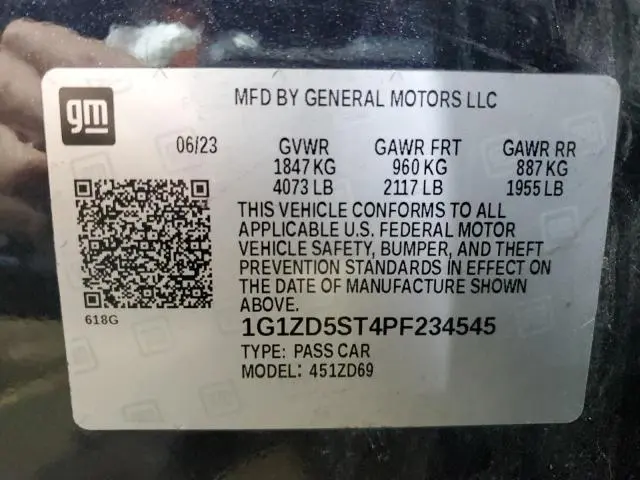 gm
MFD BY GENERAL MOTORS LLC
06/23 GVWR GAWR FRT GAWR RR
1847 KG 960 KG 887 KG
4073 LB 2117 LB 1955 LB
THIS VEHICLE CONFORMS TO ALL
APPLICABLE U.S. FEDERAL MOTOR
VEHICLE SAFETY, BUMPER, AND THEFT
PREVENTION STANDARDS IN EFFECT ON
THE DATE OF MANUFACTURE SHOWN
ABOVE.
618G
1G1ZD5ST4PF234545
TYPE: PASS CAR
MODEL: 451ZD69